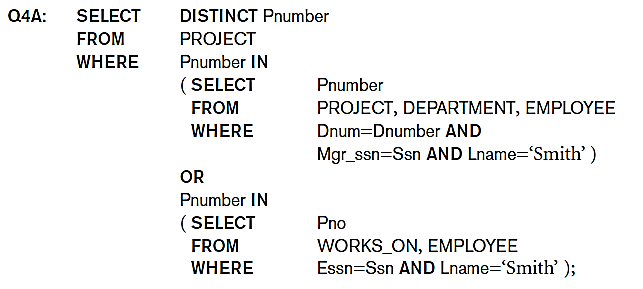 Q4A: SELECT DISTINCT Pnumber
FROM PROJECT
WHERE Pnumber IN
( SELECT Pnumber
FROM PROJECT, DEPARTMENT, EMPLOYEE
WHERE Dnum=Dnumber AND
Mgr_ssn=Ssn AND Lname=‘Smith’ )
OR
Pnumber IN
( SELECT Pno
FROM WORKS_ON, EMPLOYEE
WHERE Essn=Ssn AND Lname=‘Smith’ );